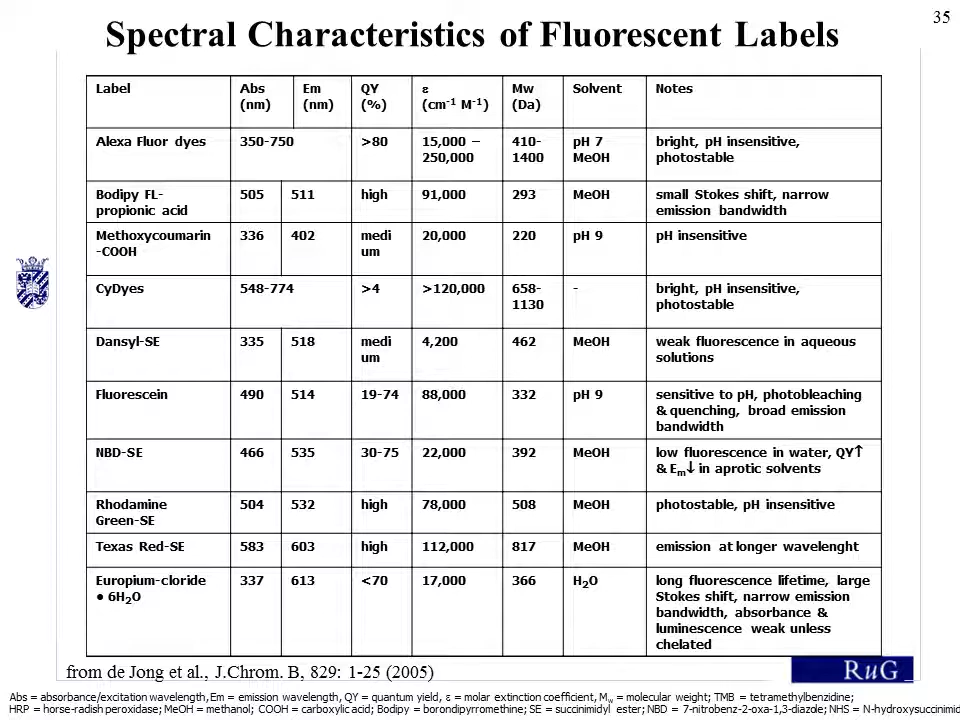 35
Spectral Characteristics of Fluorescent Labels
Label Abs (nm) Em (nm) QY (%) ε (cm-1 M-1) Mw (Da) Solvent Notes
Alexa Fluor dyes 350-750 >80 15,000 – 250,000 410-1400 pH 7 MeOH bright, pH insensitive, photostable
Bodipy FL-propionic acid 505 511 high 91,000 293 MeOH small Stokes shift, narrow emission bandwidth
Methoxycoumarin-COOH 336 402 medium 20,000 220 pH 9 pH insensitive
CyDyes 548-774 >4 >120,000 658-1130 - bright, pH insensitive, photostable
Dansyl-SE 335 518 medium 4,200 462 MeOH weak fluorescence in aqueous solutions
Fluorescein 490 514 19-74 88,000 332 pH 9 sensitive to pH, photobleaching & quenching, broad emission bandwidth
NBD-SE 466 535 30-75 22,000 392 MeOH low fluorescence in water, QY↑ & Em↓ in aprotic solvents
Rhodamine Green-SE 504 532 high 78,000 508 MeOH photostable, pH insensitive
Texas Red-SE 583 603 high 112,000 817 MeOH emission at longer wavelenght
Europium-cloride • 6H2O 337 613 <70 17,000 366 H2O long fluorescence lifetime, large Stokes shift, narrow emission bandwidth, absorbance & luminescence weak unless chelated
from de Jong et al., J.Chrom. B, 829: 1-25 (2005)
RuG
Abs = absorbance/excitation wavelength, Em = emission wavelength, QY = quantum yield, ε = molar extinction coefficient, Mw = molecular weight; TMB = tetramethylbenzidine;
HRP = horse-radish peroxidase; MeOH = methanol; COOH = carboxylic acid; Bodipy = borondipyrromethine; SE = succinimidyl ester; NBD = 7-nitrobenz-2-oxa-1,3-diazole; NHS = N-hydroxysuccinimid